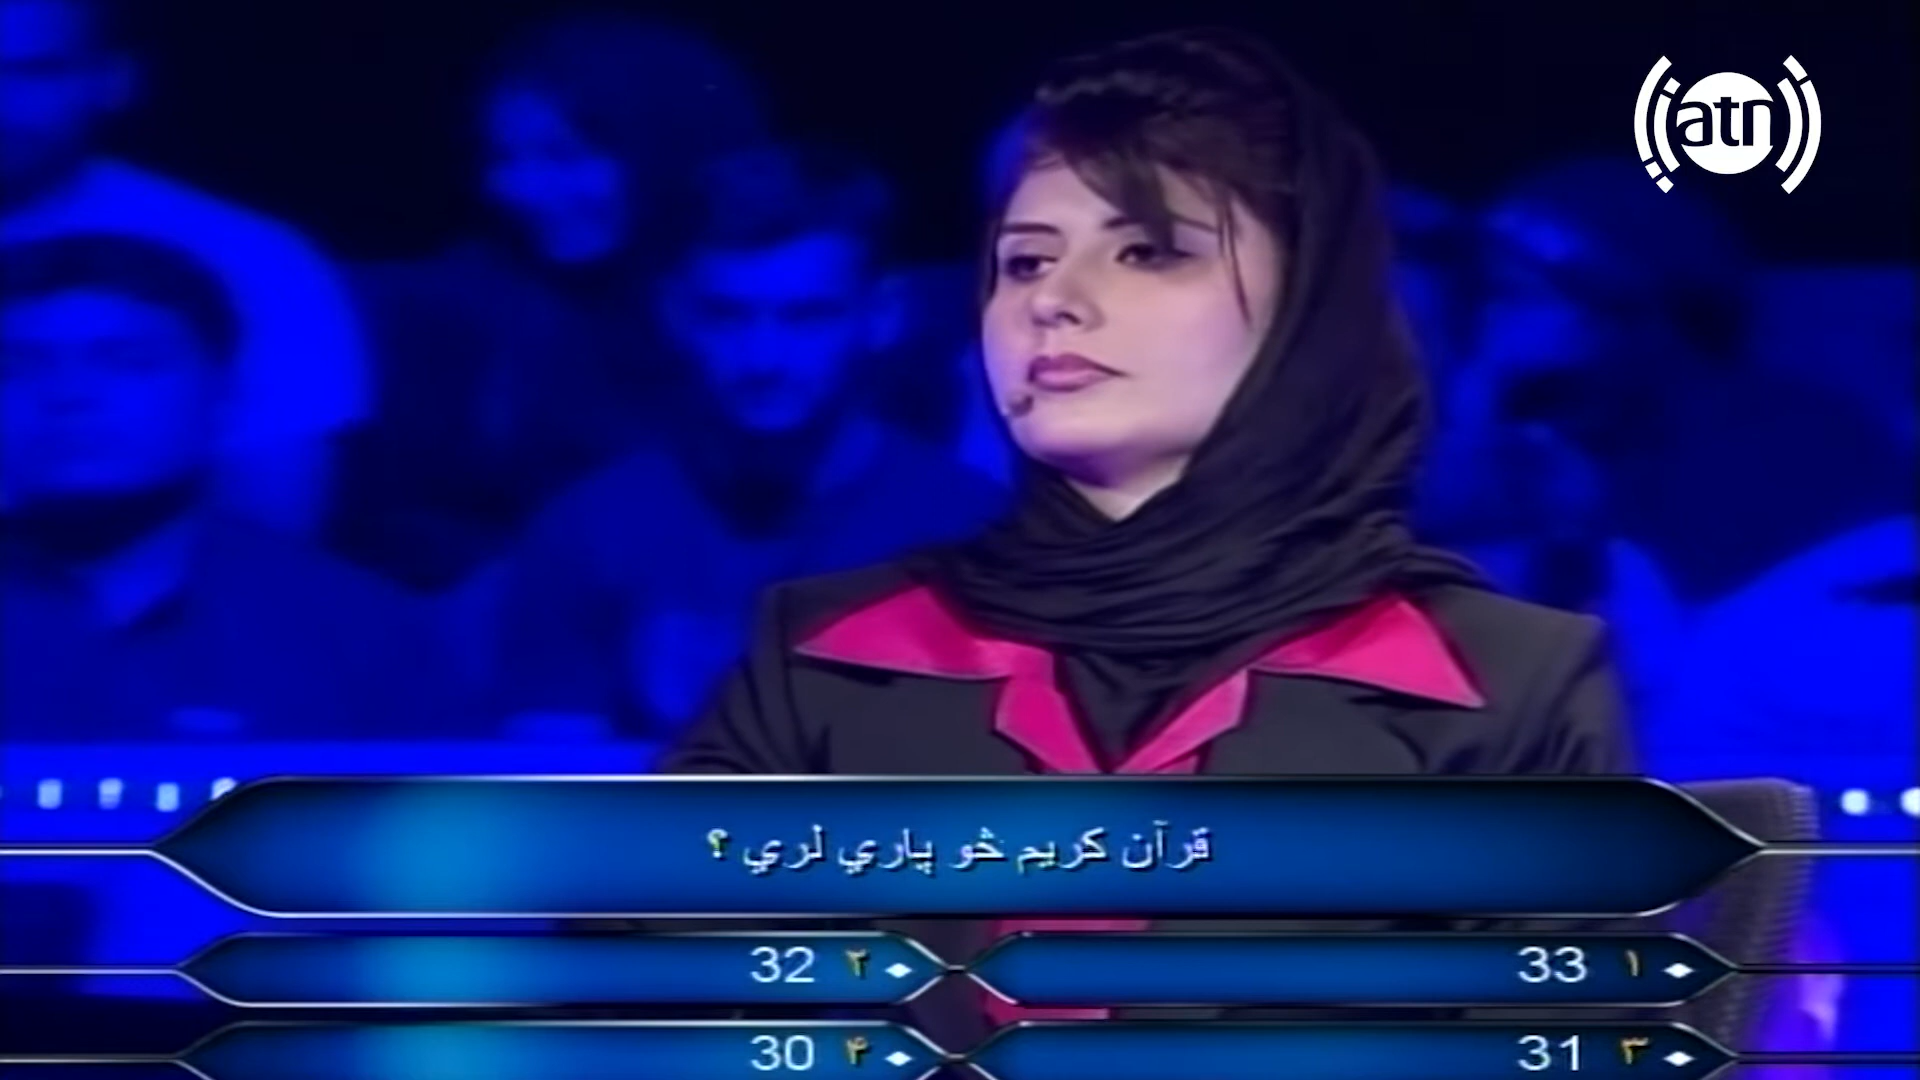 atn
قرآن کریم څو پاري لري ؟
۱ 33
۲ 32
۳ 31
۴ 30